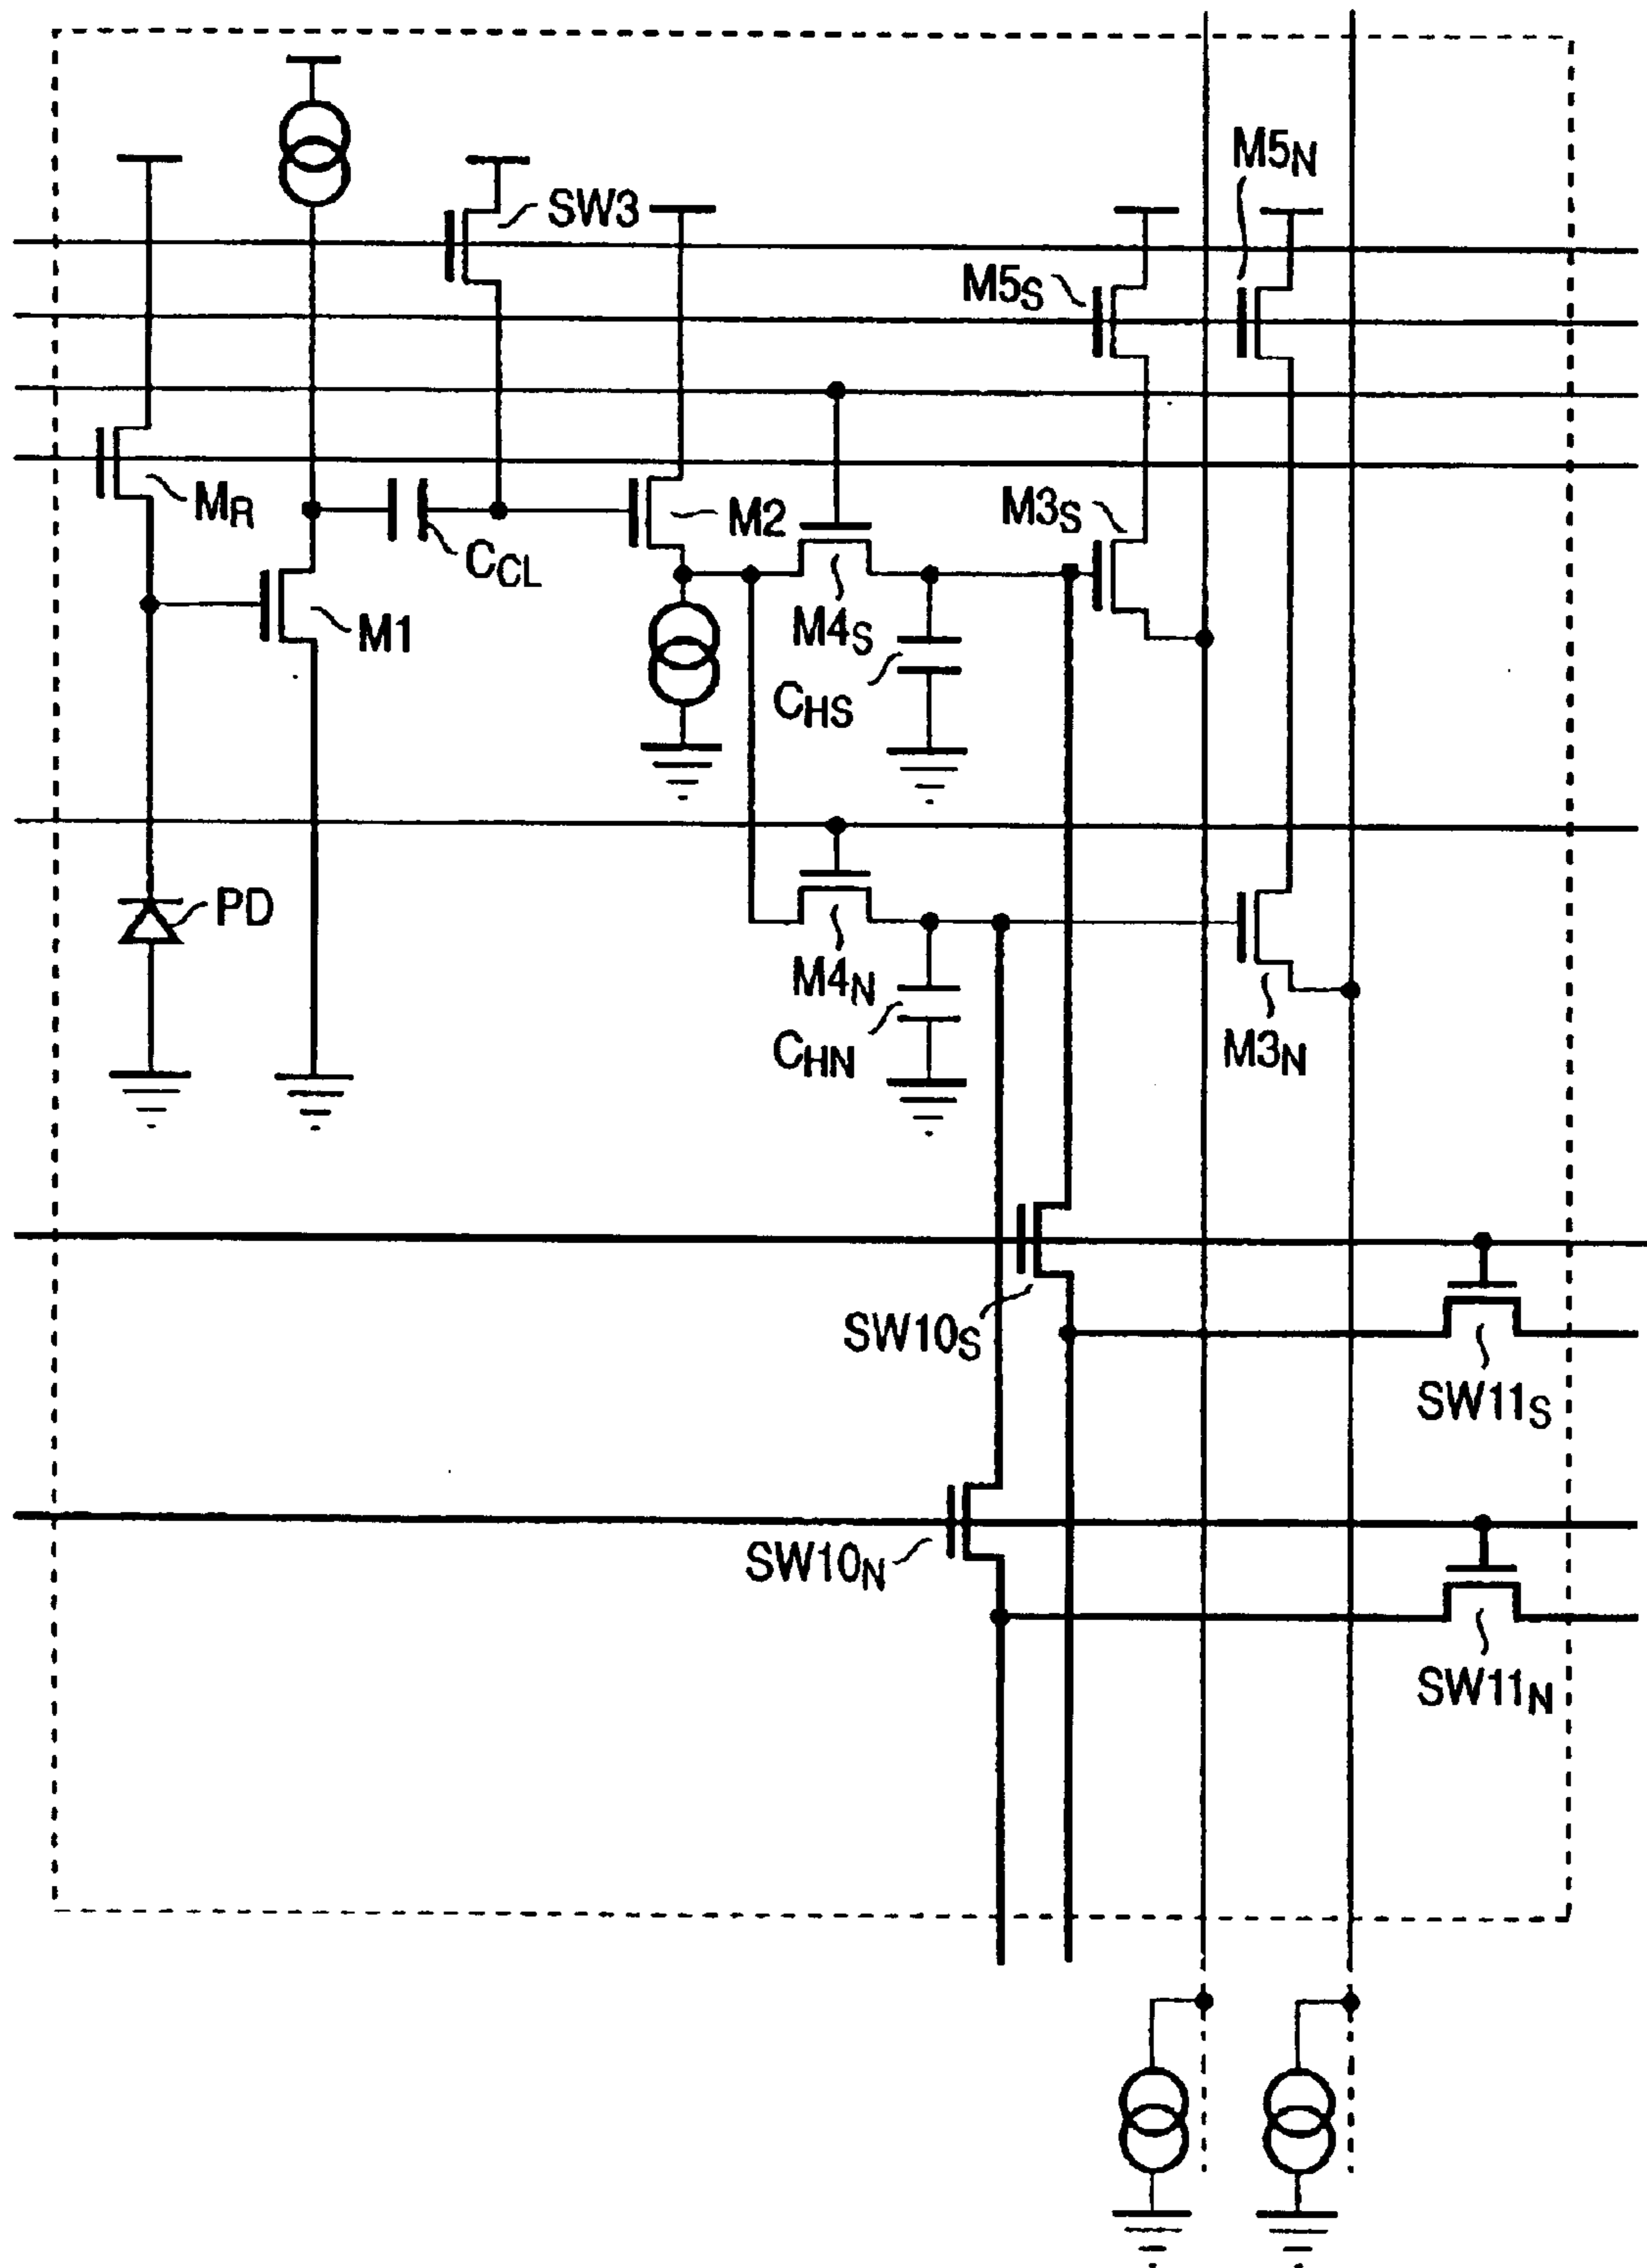 M5N
SW3
M5S
MR
M2
M3S
CCL
M1
M4S
CHS
PD
M4N
CHN
M3N
SW10S
SW11S
SW10N
SW11N